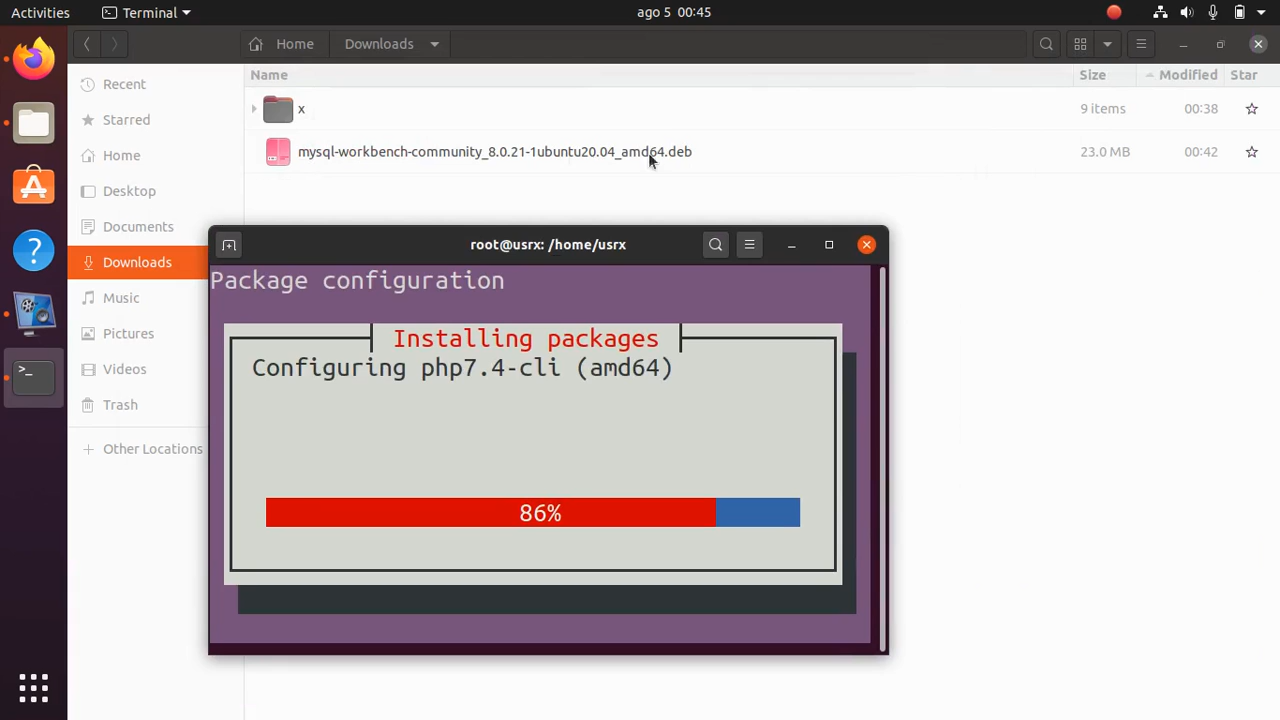 Activities
Terminal
ago 5 00:45
Home
Downloads
Name
Size
Modified
Star
Recent
Starred
Home
Desktop
Documents
Downloads
Music
Pictures
Videos
Trash
Other Locations
x
9 items
00:38
mysql-workbench-community_8.0.21-1ubuntu20.04_amd64.deb
23.0 MB
00:42
root@usrx: /home/usrx
Package configuration
Installing packages
Configuring php7.4-cli (amd64)
86%